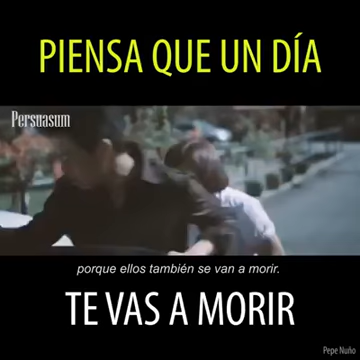 PIENSA QUE UN DÍA
Persuasum
porque ellos también se van a morir.
TE VAS A MORIR
Pepe Nuño